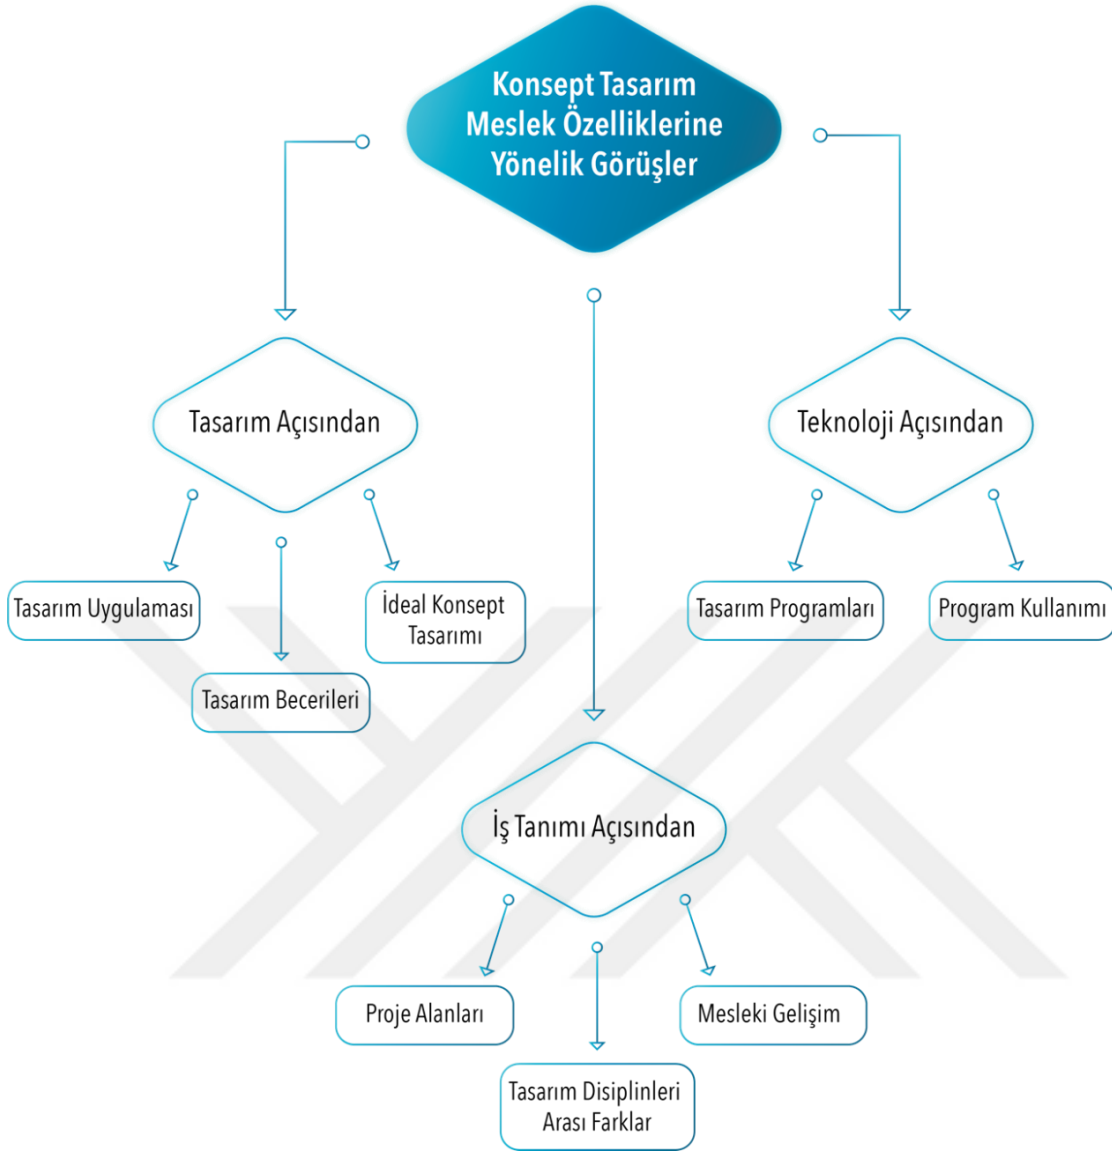 Konsept Tasarım
Meslek Özelliklerine
Yönelik Görüşler
Tasarım Açısından
Teknoloji Açısından
Tasarım Uygulaması
İdeal Konsept
Tasarımı
Tasarım Becerileri
Tasarım Programları
Program Kullanımı
İş Tanımı Açısından
Proje Alanları
Mesleki Gelişim
Tasarım Disiplinleri
Arası Farklar